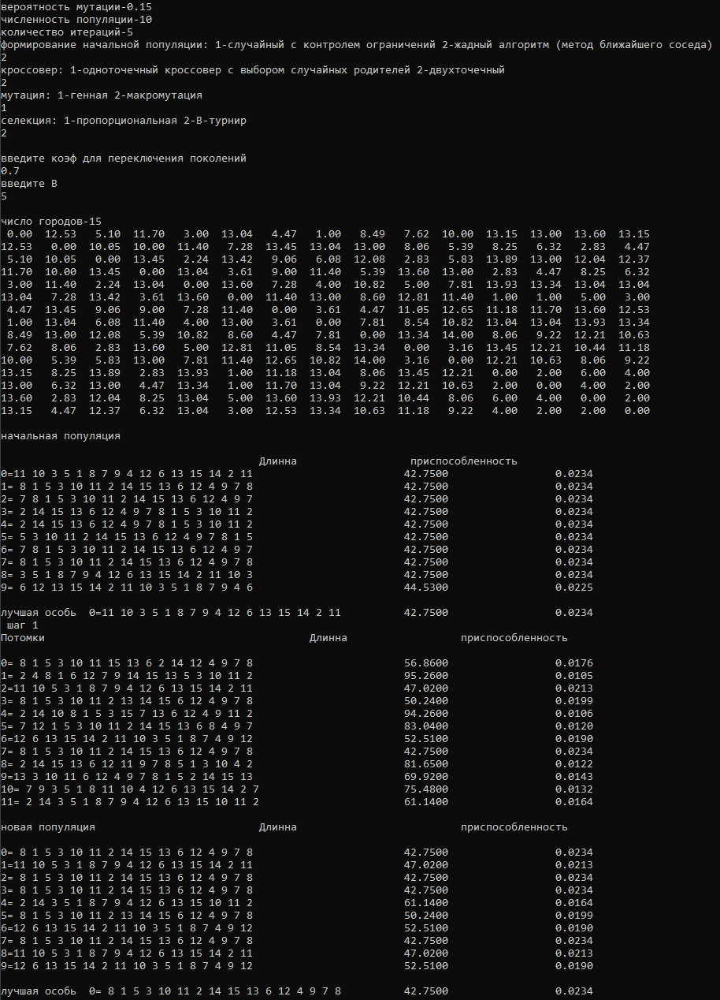 вероятность мутации-0.15
численность популяции-10
количество итераций-5
формирование начальной популяции: 1-случайный с контролем ограничений 2-жадный алгоритм (метод ближайшего соседа)
2
кроссовер: 1-одноточечный кроссовер с выбором случайных родителей 2-двухточечный
2
мутация: 1-генная 2-макромутация
1
селекция: 1-пропорциональная 2-B-турнир
2
введите коэф для переключения поколений
0.7
введите B
5
число городов-15
0.00 12.53 5.10 11.70 3.00 13.04 4.47 1.00 8.49 7.62 10.00 13.15 13.00 13.60 13.15
12.53 0.00 10.05 10.00 11.40 7.28 13.45 13.04 13.00 8.06 5.39 8.25 6.32 2.83 4.47
5.10 10.05 0.00 13.45 2.24 13.42 9.06 6.08 12.08 2.83 5.83 13.89 13.00 12.04 12.37
11.70 10.00 13.45 0.00 13.04 3.61 9.00 11.40 5.39 13.60 13.00 2.83 4.47 8.25 6.32
3.00 11.40 2.24 13.04 0.00 13.60 7.28 4.00 10.82 5.00 7.81 13.93 13.34 13.04 13.04
13.04 7.28 13.42 3.61 13.60 0.00 11.40 13.00 8.60 12.81 11.40 1.00 1.00 5.00 3.00
4.47 13.45 9.06 9.00 7.28 11.40 0.00 3.61 4.47 11.05 12.65 11.18 11.70 13.60 12.53
1.00 13.04 6.08 11.40 4.00 13.00 3.61 0.00 7.81 8.54 10.82 13.04 13.04 13.93 13.34
8.49 13.00 12.08 5.39 10.82 8.60 4.47 7.81 0.00 13.34 14.00 8.06 9.22 12.21 10.63
7.62 8.06 2.83 13.60 5.00 12.81 11.05 8.54 13.34 0.00 3.16 13.45 12.21 10.44 11.18
10.00 5.39 5.83 13.00 7.81 11.40 12.65 10.82 14.00 3.16 0.00 12.21 10.63 8.06 9.22
13.15 8.25 13.89 2.83 13.93 1.00 11.18 13.04 8.06 13.45 12.21 0.00 2.00 6.00 4.00
13.00 6.32 13.00 4.47 13.34 1.00 11.70 13.04 9.22 12.21 10.63 2.00 0.00 4.00 2.00
13.60 2.83 12.04 8.25 13.04 5.00 13.60 13.93 12.21 10.44 8.06 6.00 4.00 0.00 2.00
13.15 4.47 12.37 6.32 13.04 3.00 12.53 13.34 10.63 11.18 9.22 4.00 2.00 2.00 0.00
начальная популяция
Длинна приспособленность
0=11 10 3 5 1 8 7 9 4 12 6 13 15 14 2 11 42.7500 0.0234
1= 8 1 5 3 10 11 2 14 15 13 6 12 4 9 7 8 42.7500 0.0234
2= 7 8 1 5 3 10 11 2 14 15 13 6 12 4 9 7 42.7500 0.0234
3= 2 14 15 13 6 12 4 9 7 8 1 5 3 10 11 2 42.7500 0.0234
4= 2 14 15 13 6 12 4 9 7 8 1 5 3 10 11 2 42.7500 0.0234
5= 5 3 10 11 2 14 15 13 6 12 4 9 7 8 1 5 42.7500 0.0234
6= 7 8 1 5 3 10 11 2 14 15 13 6 12 4 9 7 42.7500 0.0234
7= 8 1 5 3 10 11 2 14 15 13 6 12 4 9 7 8 42.7500 0.0234
8= 3 5 1 8 7 9 4 12 6 13 15 14 2 11 10 3 42.7500 0.0234
9= 6 12 13 15 14 2 11 10 3 5 1 8 7 9 4 6 44.5300 0.0225
лучшая особь 0=11 10 3 5 1 8 7 9 4 12 6 13 15 14 2 11 42.7500 0.0234
шаг 1
Потомки Длинна приспособленность
0= 8 1 5 3 10 11 15 13 6 2 14 12 4 9 7 8 56.8600 0.0176
1= 2 4 8 1 6 12 7 9 14 15 13 5 3 10 11 2 95.2600 0.0105
2=11 10 5 3 1 8 7 9 4 12 6 13 15 14 2 11 47.0200 0.0213
3= 8 1 5 3 10 11 2 13 14 15 6 12 4 9 7 8 50.2400 0.0199
4= 2 14 10 8 1 5 3 15 7 13 6 12 4 9 11 2 94.2600 0.0106
5= 7 12 1 5 3 10 11 2 14 15 13 6 8 4 9 7 83.0400 0.0120
6=12 6 13 15 14 2 11 10 3 5 1 8 7 4 9 12 52.5100 0.0190
7= 8 1 5 3 10 11 2 14 15 13 6 12 4 9 7 8 42.7500 0.0234
8= 2 14 15 13 6 12 11 9 7 8 5 1 3 10 4 2 81.6500 0.0122
9=13 3 10 11 6 12 4 9 7 8 1 5 2 14 15 13 69.9200 0.0143
10= 7 9 3 5 1 8 11 10 4 12 6 13 15 14 2 7 75.4800 0.0132
11= 2 14 3 5 1 8 7 9 4 12 6 13 15 10 11 2 61.1400 0.0164
новая популяция Длинна приспособленность
0= 8 1 5 3 10 11 2 14 15 13 6 12 4 9 7 8 42.7500 0.0234
1=11 10 5 3 1 8 7 9 4 12 6 13 15 14 2 11 47.0200 0.0213
2= 8 1 5 3 10 11 2 14 15 13 6 12 4 9 7 8 42.7500 0.0234
3= 8 1 5 3 10 11 2 14 15 13 6 12 4 9 7 8 42.7500 0.0234
4= 2 14 3 5 1 8 7 9 4 12 6 13 15 10 11 2 61.1400 0.0164
5= 8 1 5 3 10 11 2 13 14 15 6 12 4 9 7 8 50.2400 0.0199
6=12 6 13 15 14 2 11 10 3 5 1 8 7 4 9 12 52.5100 0.0190
7= 8 1 5 3 10 11 2 14 15 13 6 12 4 9 7 8 42.7500 0.0234
8=11 10 5 3 1 8 7 9 4 12 6 13 15 14 2 11 47.0200 0.0213
9=12 6 13 15 14 2 11 10 3 5 1 8 7 4 9 12 52.5100 0.0190
лучшая особь 0= 8 1 5 3 10 11 2 14 15 13 6 12 4 9 7 8 42.7500 0.0234